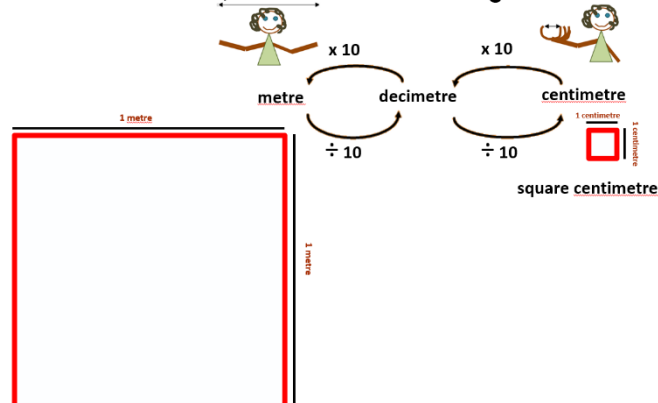 x 10
x 10
metre
decimetre
centimetre
1 metre
1 centimetre
1 centimetre
÷ 10
÷ 10
square centimetre
1 metre